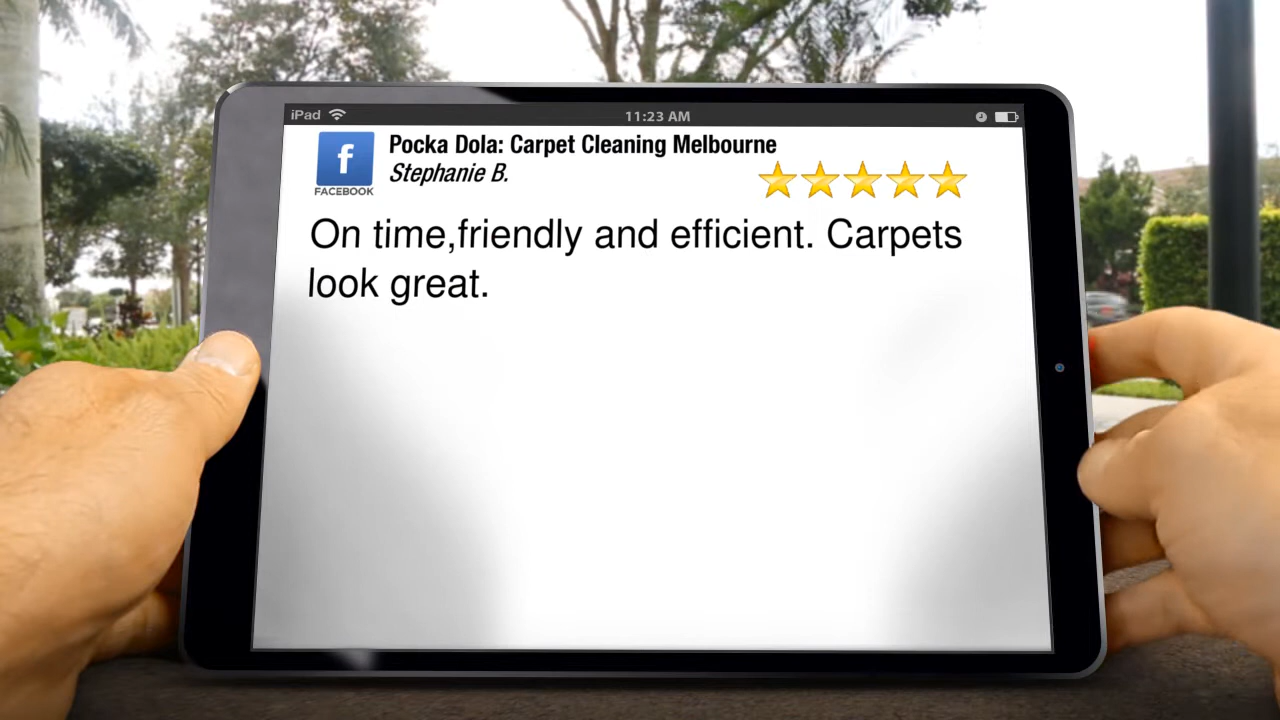 iPad 11:23 AM
f
FACEBOOK
Pocka Dola: Carpet Cleaning Melbourne
Stephanie B.
On time,friendly and efficient. Carpets
look great.